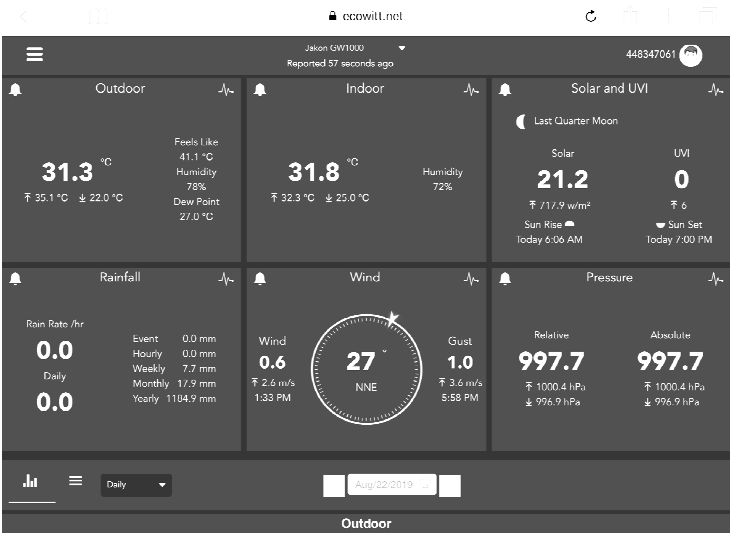 ecowitt.net
Jakon GW1000
Reported 57 seconds ago
448347061
Outdoor
31.3 °C
35.1 °C 22.0 °C
Feels Like
41.1 °C
Humidity
78%
Dew Point
27.0 °C
Indoor
31.8 °C
32.3 °C 25.0 °C
Humidity
72%
Solar and UVI
Last Quarter Moon
Solar
21.2
717.9 w/m²
UVI
0
6
Sun Rise
Today 6:06 AM
Sun Set
Today 7:00 PM
Rainfall
Rain Rate /hr
0.0
Daily
0.0
Event 0.0 mm
Hourly 0.0 mm
Weekly 7.7 mm
Monthly 17.9 mm
Yearly 1184.9 mm
Wind
Wind
0.6
2.6 m/s
1:33 PM
27 °
NNE
Gust
1.0
3.6 m/s
5:58 PM
Pressure
Relative
997.7
1000.4 hPa
996.9 hPa
Absolute
997.7
1000.4 hPa
996.9 hPa
Daily
Aug/22/2019 ...
Outdoor